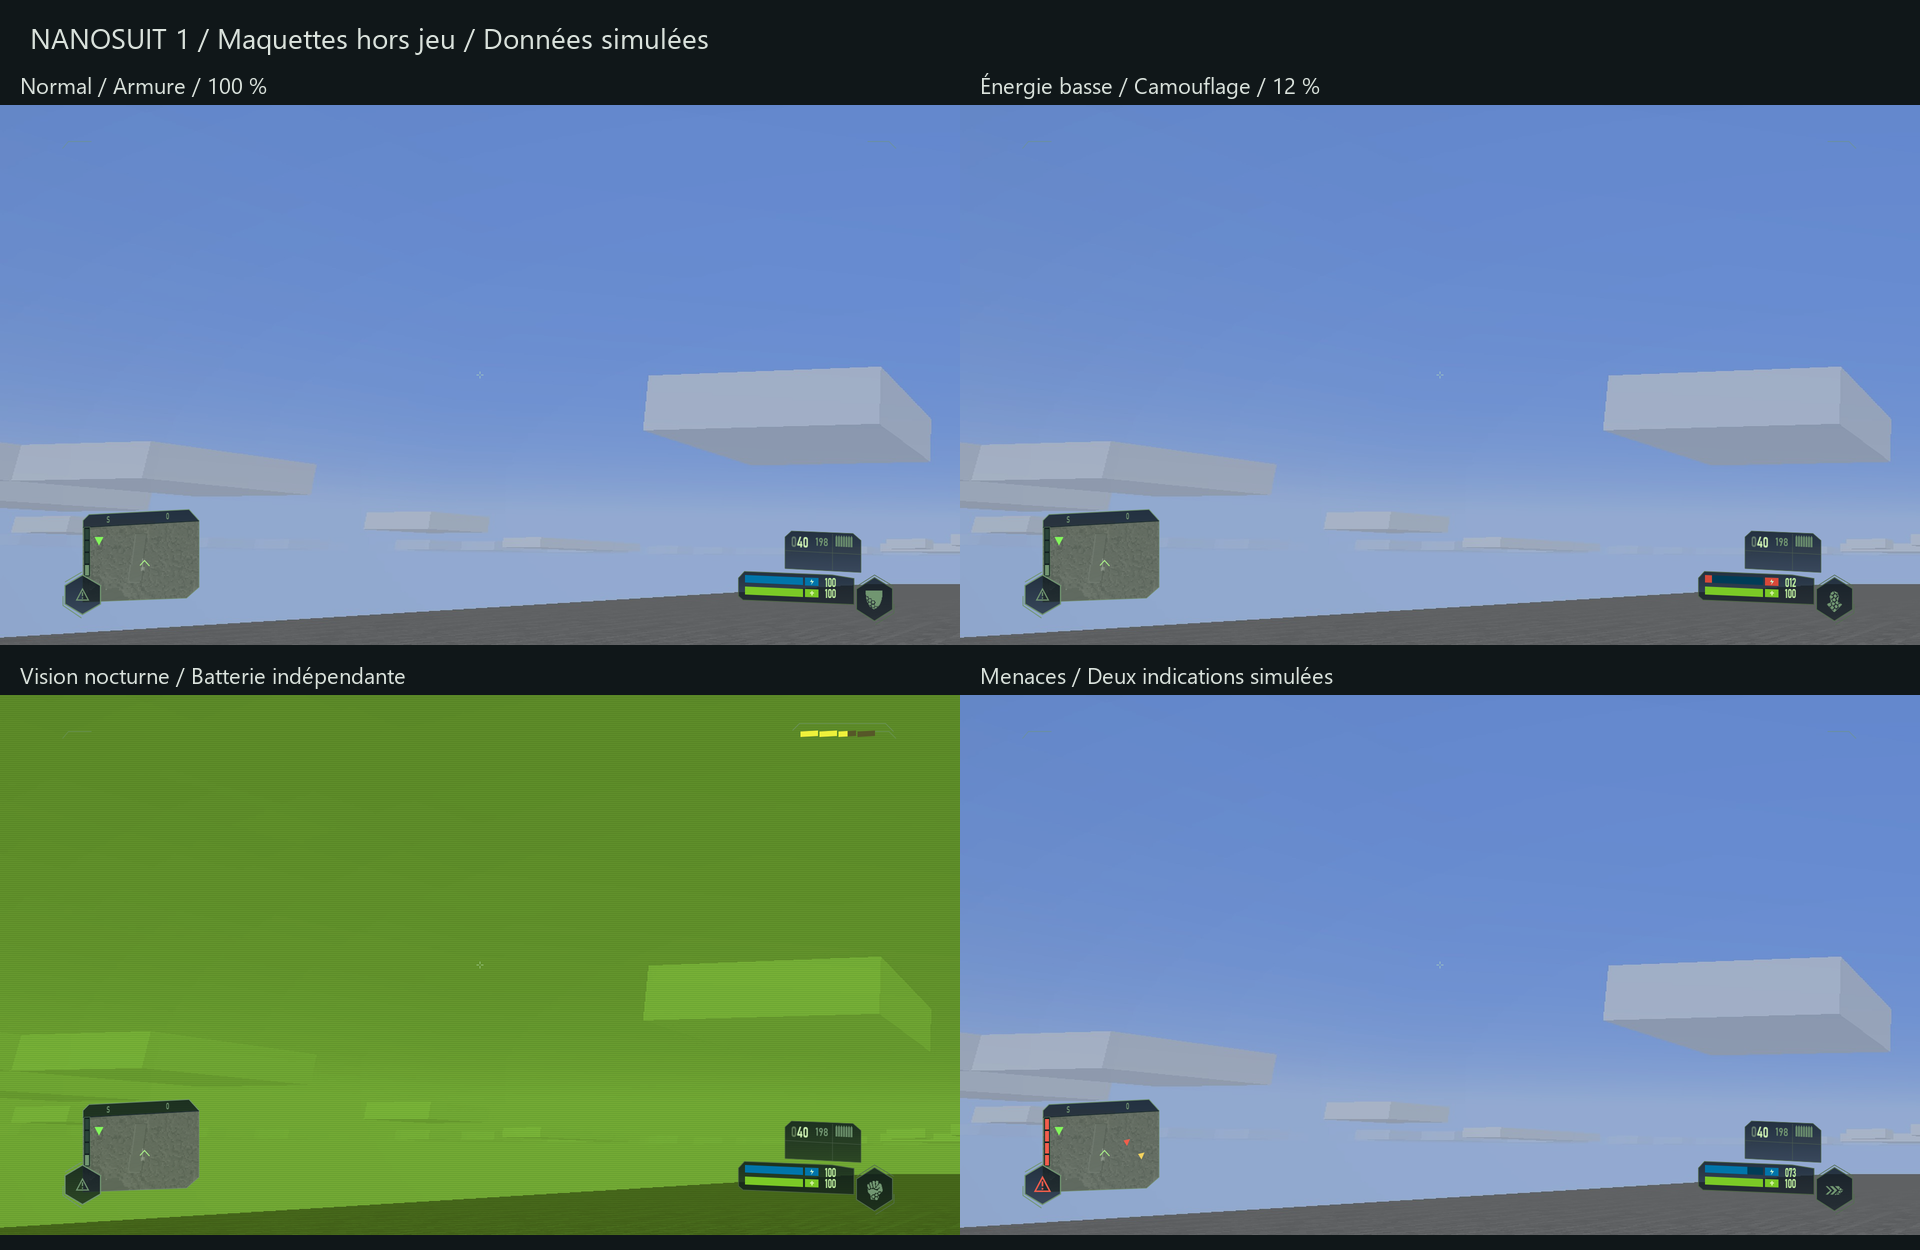 NANOSUIT 1 / Maquettes hors jeu / Données simulées
Normal / Armure / 100 %
Énergie basse / Camouflage / 12 %
S O
040 198
100
100
S O
040 198
012
100
Vision nocturne / Batterie indépendante
Menaces / Deux indications simulées
S O
040 198
100
100
S O
040 198
073
100